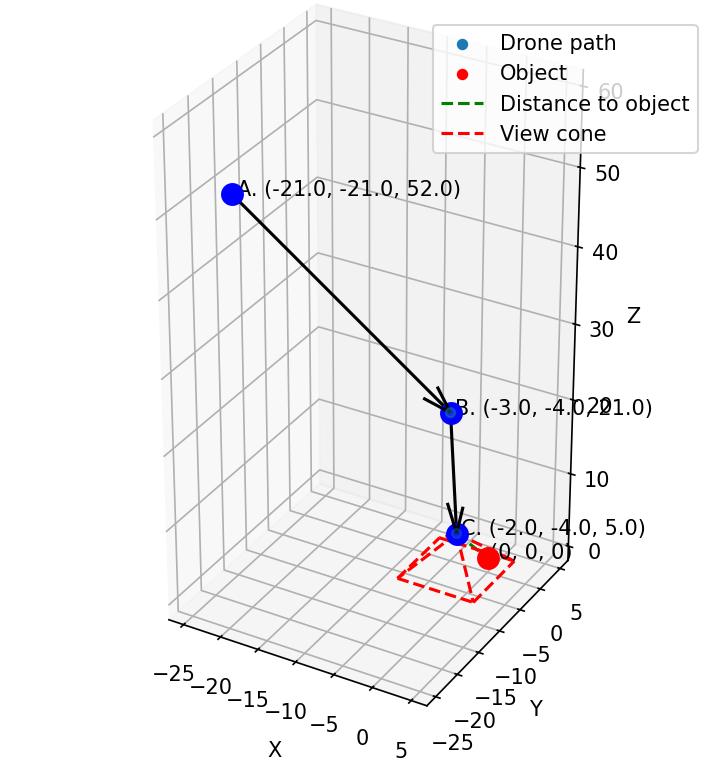 Drone path
Object
Distance to object
View cone
60
50
40
30
20
10
0
Z
A. (-21.0, -21.0, 52.0)
B. (-3.0, -4.0, 21.0)
C. (-2.0, -4.0, 5.0)
(0, 0, 0)
5
0
−5
−10
−15
−20
−25
Y
−25
−20
−15
−10
−5
0
5
X